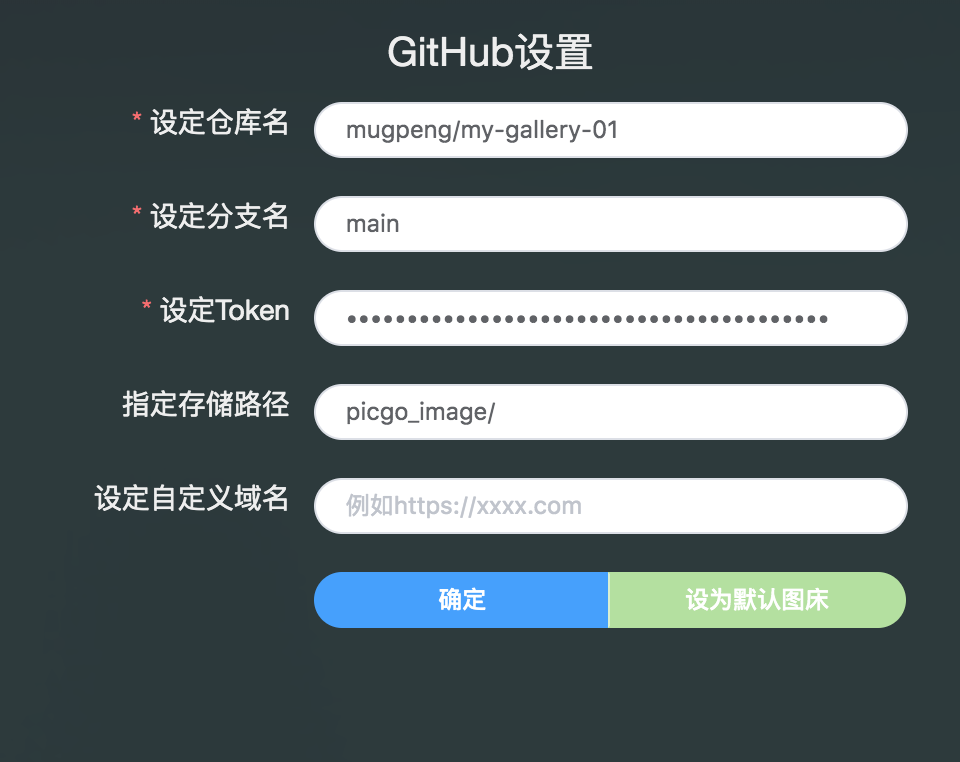 GitHub设置
* 设定仓库名 mugpeng/my-gallery-01
* 设定分支名 main
* 设定Token ••••••••••••••••••••••••••••••••••••••••
指定存储路径 picgo_image/
设定自定义域名 例如https://xxxx.com
确定 设为默认图床